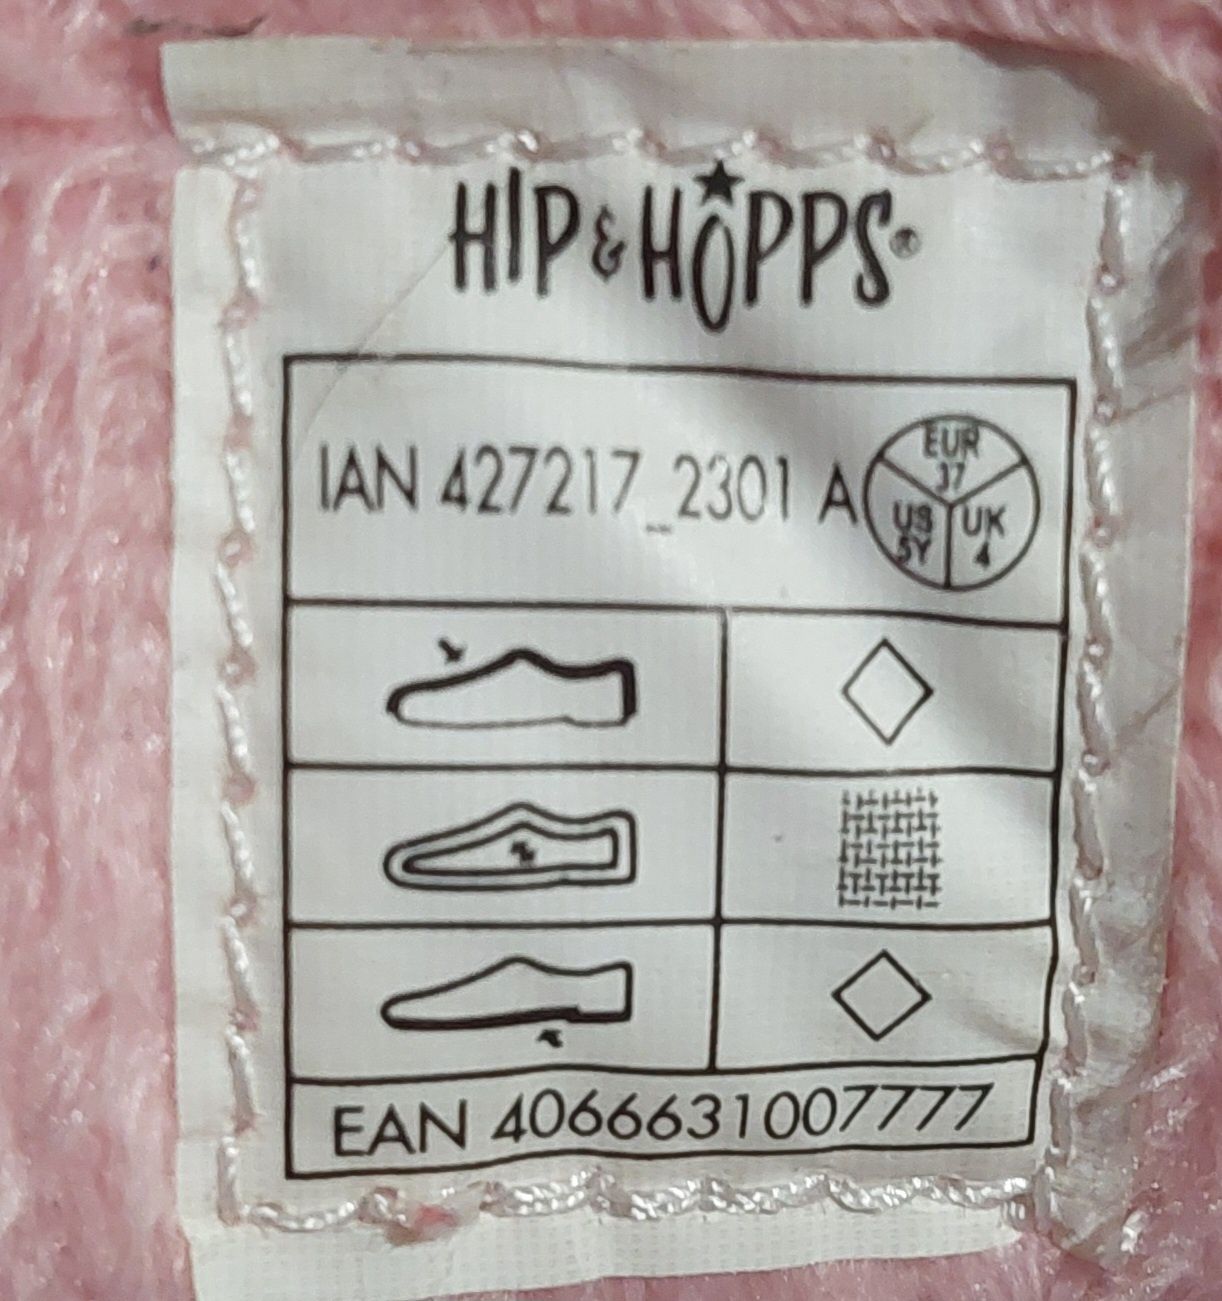 HIP & HOPPS®
IAN 427217_2301 A
EUR
37
US
5Y
UK
4
EAN 4066631007777